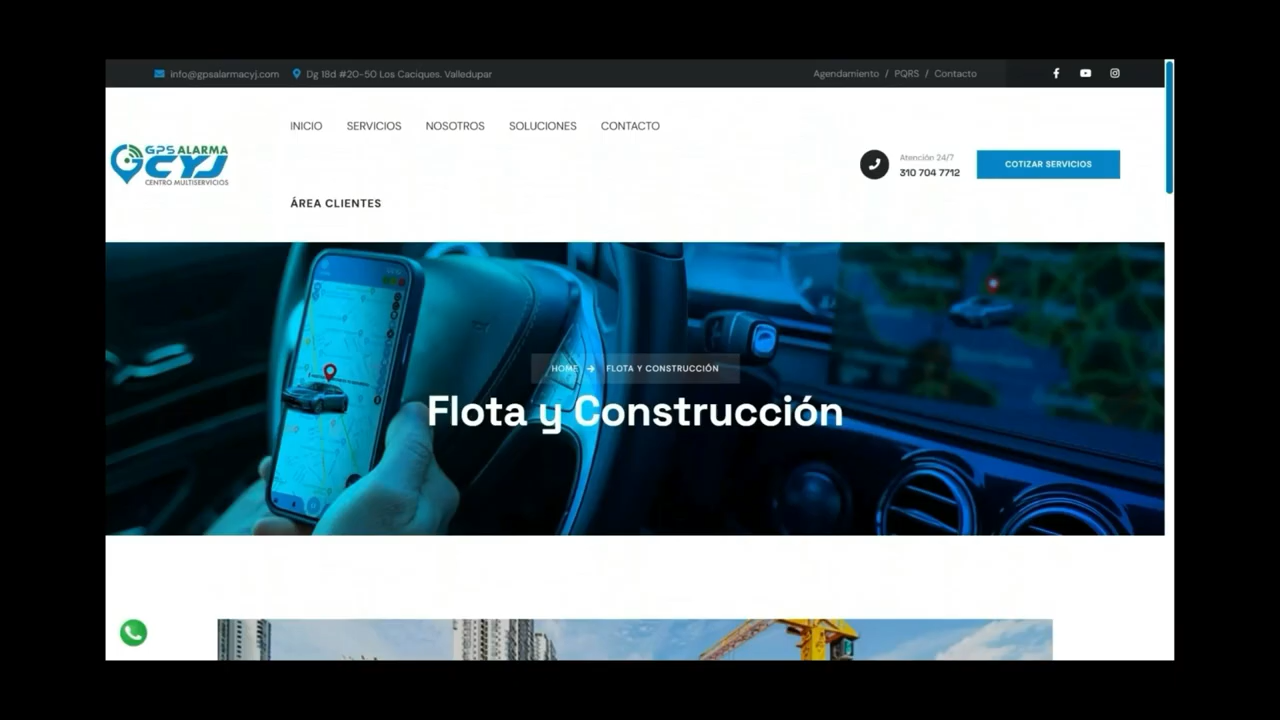 info@gpsalarmacyj.com
Dg 18d #20-50 Los Caciques. Valledupar
Agendamiento / PQRS / Contacto
INICIO SERVICIOS NOSOTROS SOLUCIONES CONTACTO
GPS ALARMA
CYJ
CENTRO MULTISERVICIOS
Atención 24/7
310 704 7712
COTIZAR SERVICIOS
ÁREA CLIENTES
HOME → FLOTA Y CONSTRUCCIÓN
Flota y Construcción